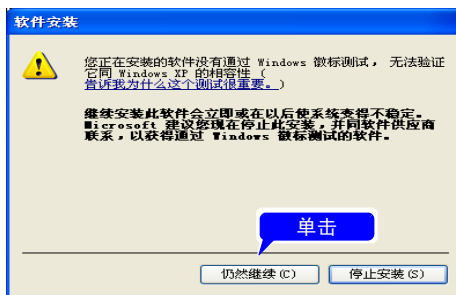 软件安装
您正在安装的软件没有通过 Windows 徽标测试， 无法验证
它同 Windows XP 的相容性 (
告诉我为什么这个测试很重要。)
继续安装此软件会立即或在以后使系统变得不稳定。
Microsoft 建议您现在停止此安装，并同软件供应商
联系，以获得通过 Windows 徽标测试的软件。
单击
仍然继续(C)
停止安装(S)